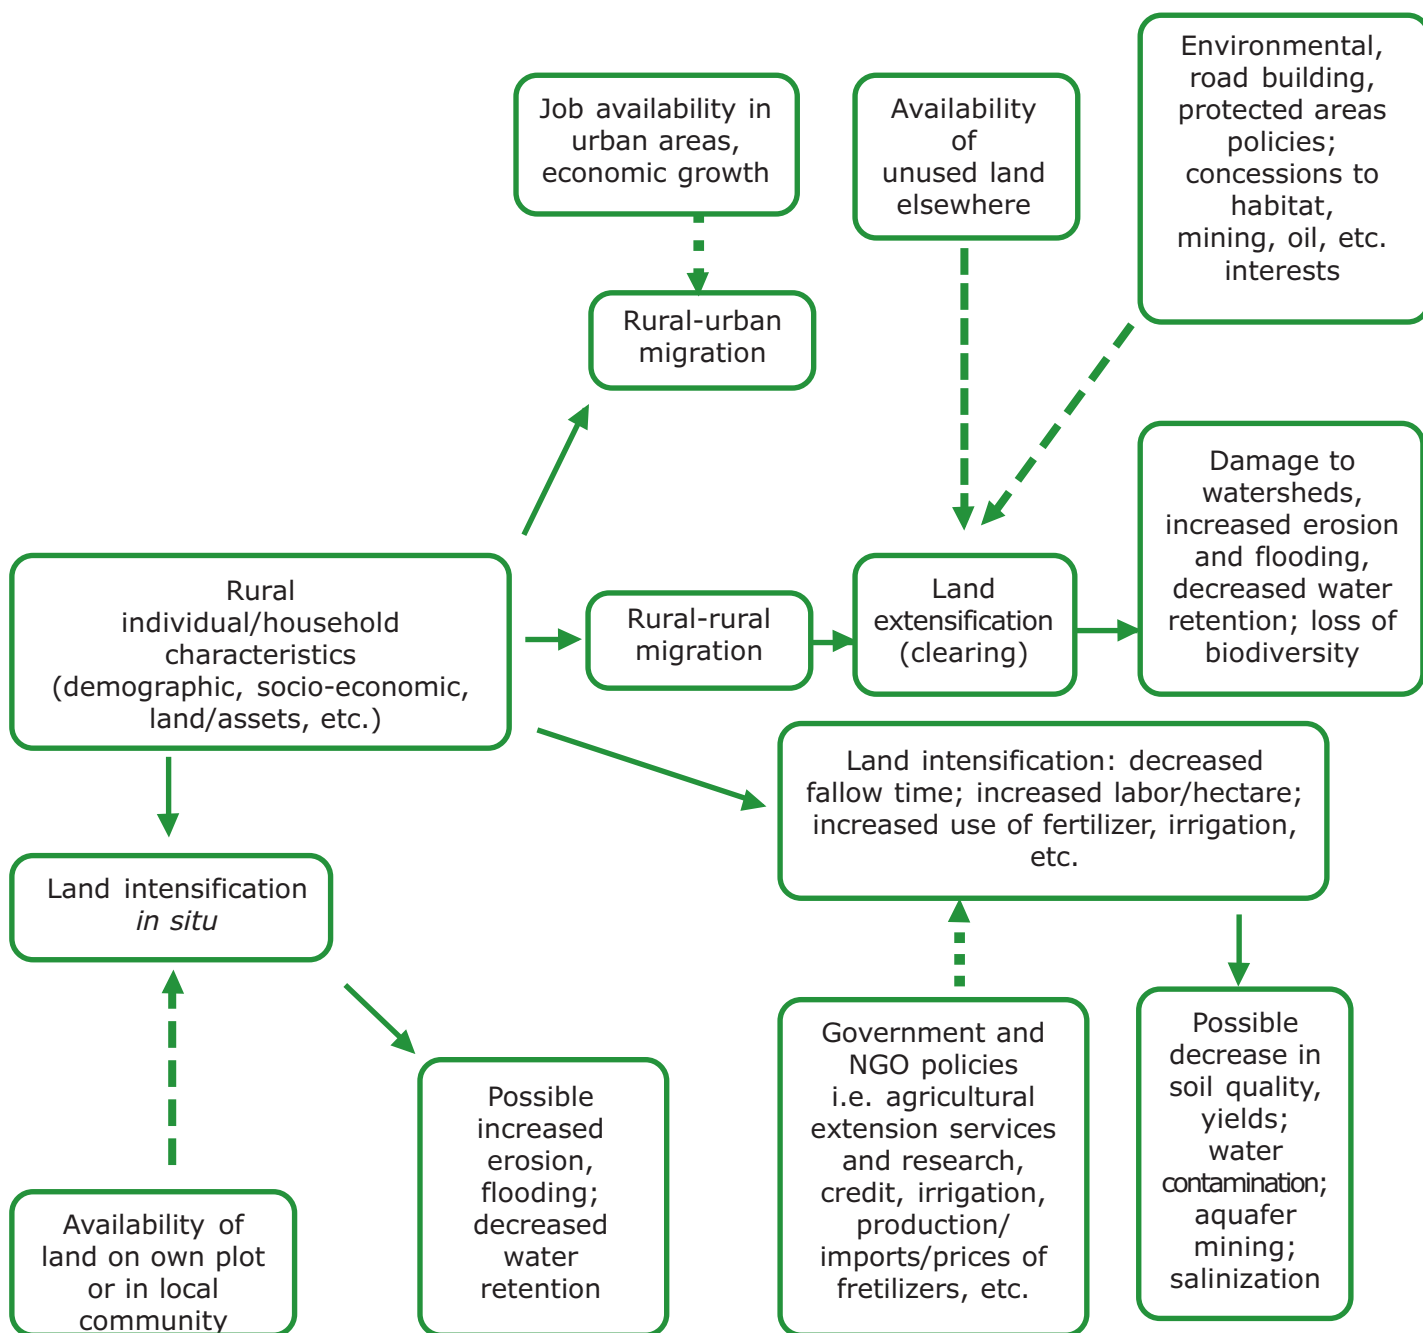 Job availability in
urban areas,
economic growth
Availability
of
unused land
elsewhere
Environmental,
road building,
protected areas
policies;
concessions to
habitat,
mining, oil, etc.
interests
Rural-urban
migration
Damage to
watersheds,
increased erosion
and flooding,
decreased water
retention; loss of
biodiversity
Rural
individual/household
characteristics
(demographic, socio-economic,
land/assets, etc.)
Rural-rural
migration
Land
extensification
(clearing)
Land intensification: decreased
fallow time; increased labor/hectare;
increased use of fertilizer, irrigation,
etc.
Land intensification
in situ
Availability of
land on own plot
or in local
community
Possible
increased
erosion,
flooding;
decreased
water
retention
Government and
NGO policies
i.e. agricultural
extension services
and research,
credit, irrigation,
production/
imports/prices of
fretilizers, etc.
Possible
decrease in
soil quality,
yields;
water
contamination;
aquafer
mining;
salinization